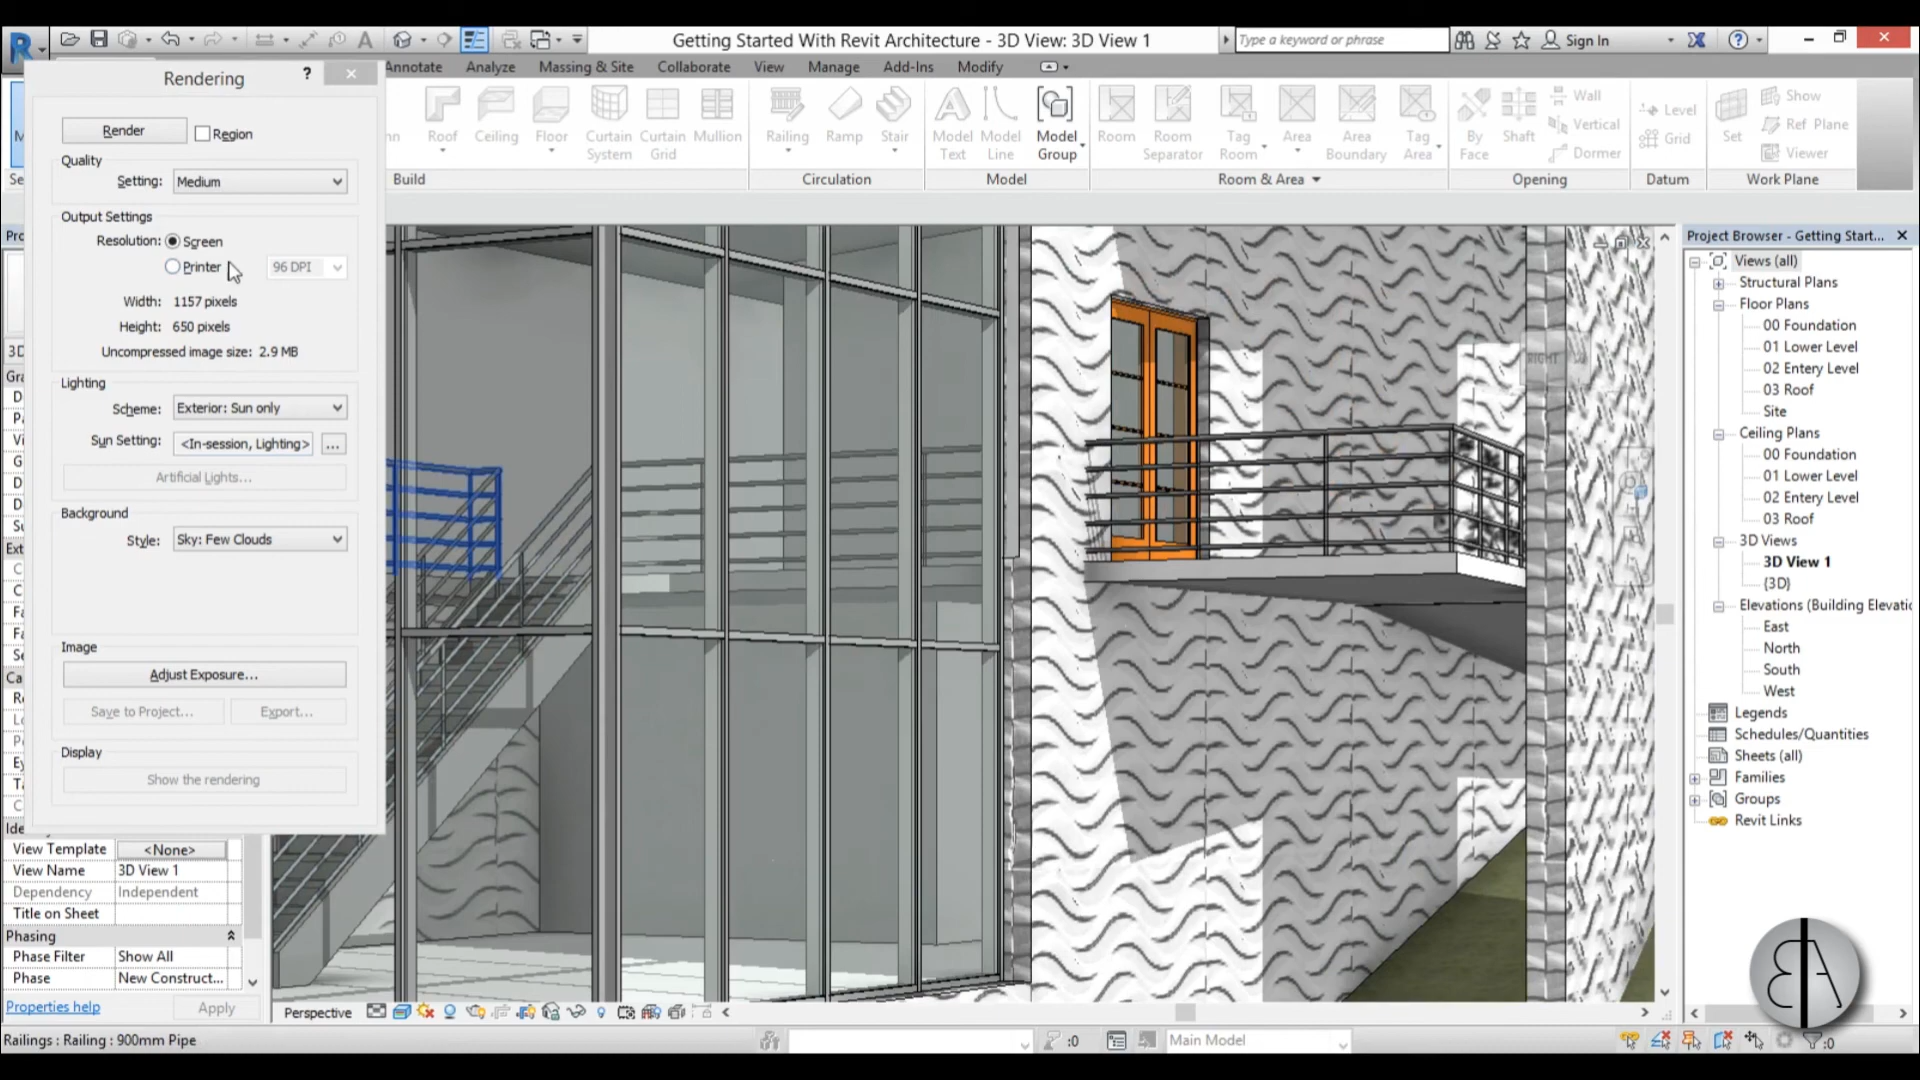 Getting Started With Revit Architecture - 3D View: 3D View 1
Type a keyword or phrase
Sign In
Annotate Analyze Massing & Site Collaborate View Manage Add-Ins Modify
Rendering ?
Render Region
Quality
Setting: Medium
Output Settings
Resolution: Screen
Printer 96 DPI
Width: 1157 pixels
Height: 650 pixels
Uncompressed image size: 2.9 MB
Lighting
Scheme: Exterior: Sun only
Sun Setting: <In-session, Lighting> ...
Artificial Lights...
Background
Style: Sky: Few Clouds
Image
Adjust Exposure...
Save to Project... Export...
Display
Show the rendering
Roof Ceiling Floor Curtain System Curtain Grid Mullion
Build
Railing Ramp Stair
Circulation
Model Text Model Line Model Group
Model
Room Room Separator Tag Room Area Area Boundary Tag Area
Room & Area
By Face Shaft Wall Vertical Dormer
Opening
Level
Grid
Datum
Set Show Ref Plane Viewer
Work Plane
RIGHT
Project Browser - Getting Start...
Views (all)
Structural Plans
Floor Plans
00 Foundation
01 Lower Level
02 Entery Level
03 Roof
Site
Ceiling Plans
00 Foundation
01 Lower Level
02 Entery Level
03 Roof
3D Views
3D View 1
{3D}
Elevations (Building Elevatic
East
North
South
West
Legends
Schedules/Quantities
Sheets (all)
Families
Groups
Revit Links
View Template <None>
View Name 3D View 1
Dependency Independent
Title on Sheet
Phasing
Phase Filter Show All
Phase New Construct...
Properties help Apply
Perspective
Railings : Railing : 900mm Pipe
:0
Main Model
:0